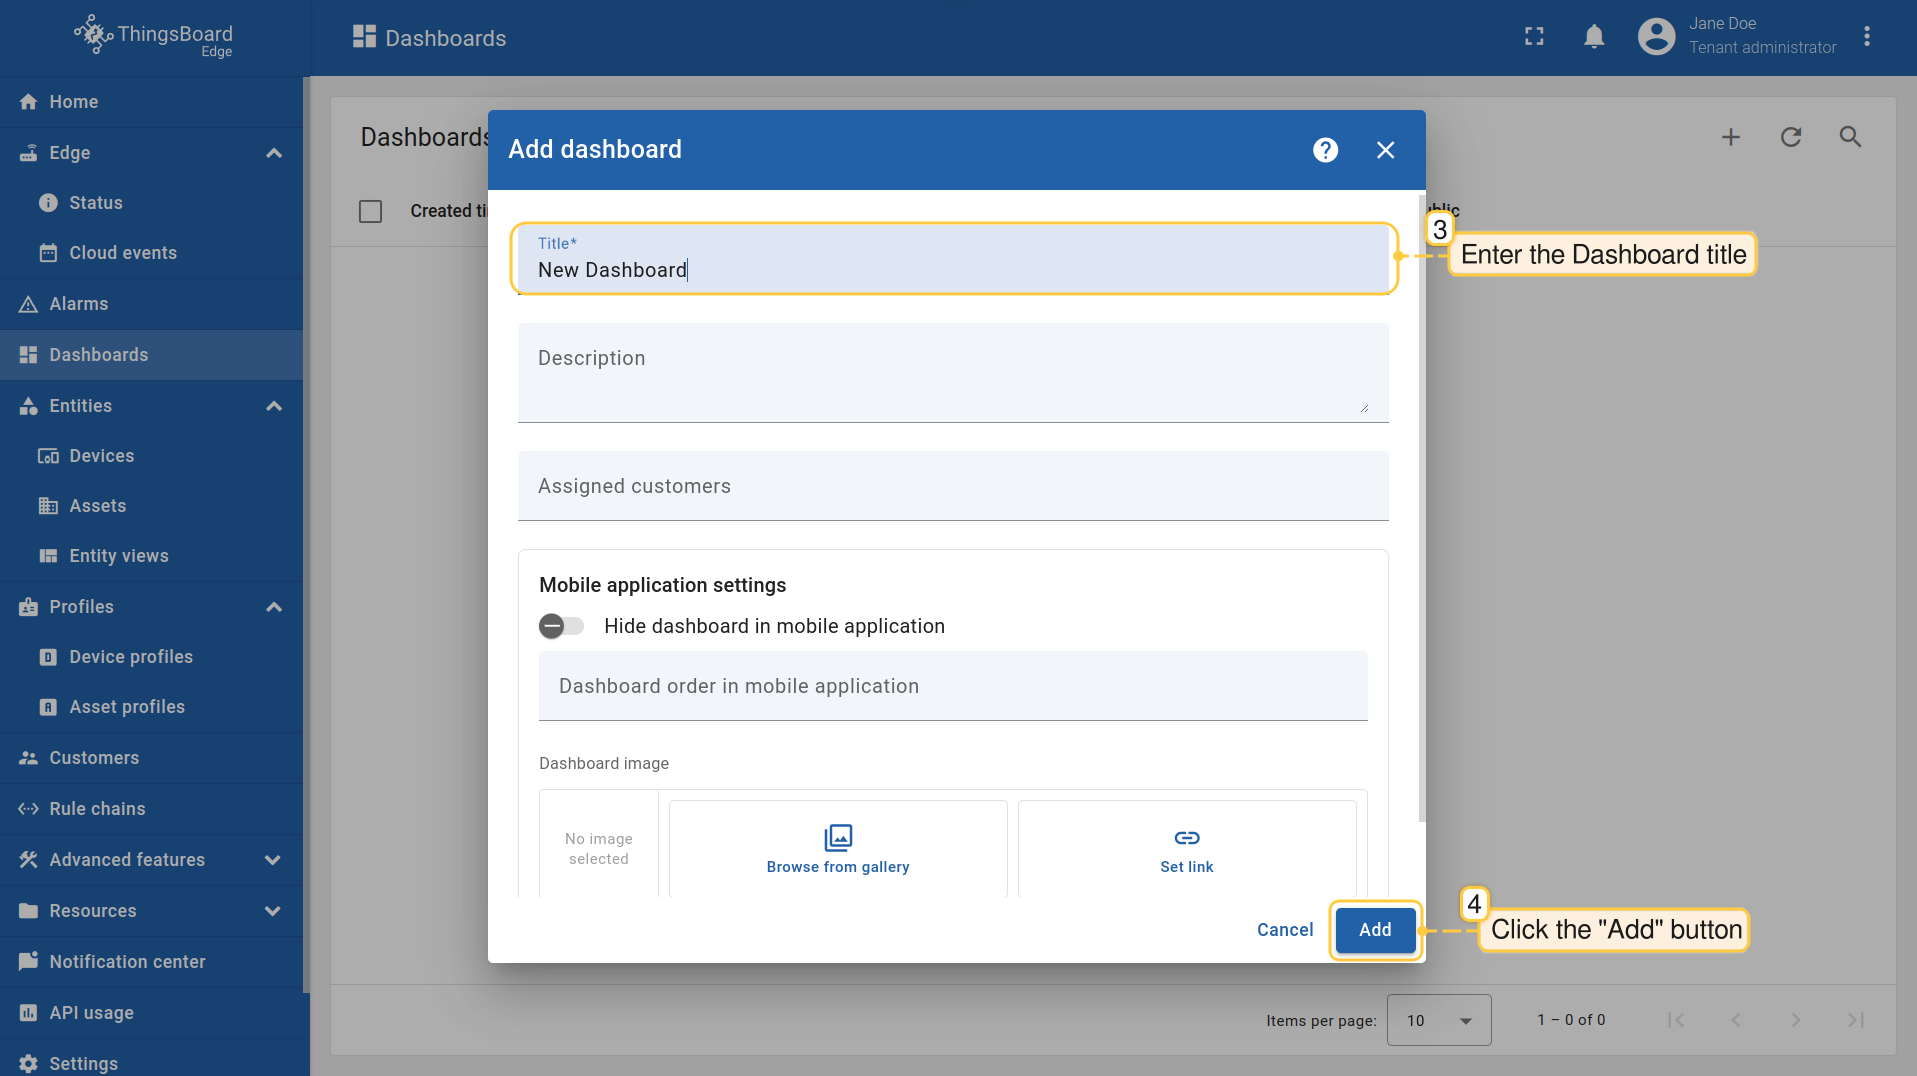 ThingsBoard
Edge
Dashboards
Jane Doe
Tenant administrator
Home
Edge
Status
Cloud events
Alarms
Dashboards
Entities
Devices
Assets
Entity views
Profiles
Device profiles
Asset profiles
Customers
Rule chains
Advanced features
Resources
Notification center
API usage
Settings
Dashboards
Created ti
Add dashboard
Title*
New Dashboard
Description
Assigned customers
Mobile application settings
Hide dashboard in mobile application
Dashboard order in mobile application
Dashboard image
No image
selected
Browse from gallery
Set link
Cancel
Add
3
Enter the Dashboard title
4
Click the "Add" button
Items per page:
10
1 – 0 of 0